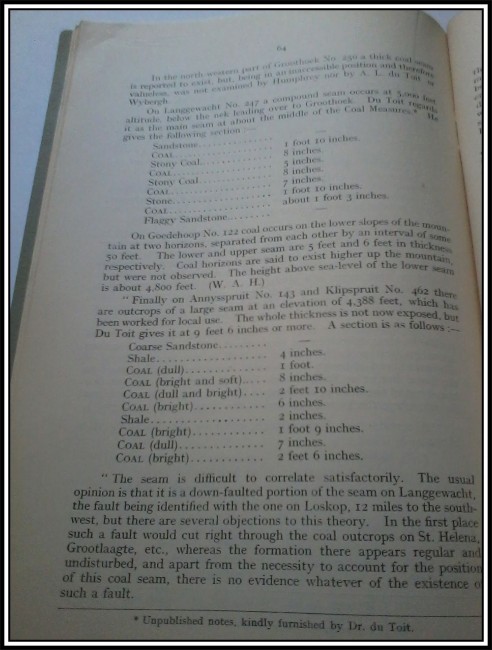 64
In the north-western part of Groothoek No. 256 a thick coal seam
is reported to exist, but, being in an inaccessible position and therefore
valueless, was not examined by Humphrey nor by A. L. du Toit or
Wybergh.
On Langgewacht No. 247 a compound seam occurs at 5,000 feet
altitude, below the nek leading over to Groothoek. Du Toit regards
it as the main seam at about the middle of the Coal Measures.* He
gives the following section—
Sandstone........... —
COAL........... 1 foot 10 inches.
Stony Coal........... 8 inches.
COAL........... 5 inches.
Stony Coal........... 8 inches.
COAL........... 7 inches.
Stone........... 1 foot 10 inches.
COAL........... about 1 foot 3 inches.
Flaggy Sandstone........... —
On Goedehoop No. 122 coal occurs on the lower slopes of the moun-
tain at two horizons, separated from each other by an interval of some
50 feet. The lower and upper seam are 5 feet and 6 feet in thickness,
respectively. Coal horizons are said to exist higher up the mountain,
but were not observed. The height above sea-level of the lower seam
is about 4,800 feet. (W. A. H.)
" Finally on Annysspruit No. 143 and Klipspruit No. 462 there
are outcrops of a large seam at an elevation of 4,388 feet, which has
been worked for local use. The whole thickness is not now exposed, but
Du Toit gives it at 9 feet 6 inches or more. A section is as follows :—
Coarse Sandstone........... —
Shale........... 4 inches.
COAL (dull)........... 1 foot.
COAL (bright and soft).... 8 inches.
COAL (dull and bright).... 2 feet 10 inches.
COAL (bright)........... 6 inches.
Shale........... 2 inches.
COAL (bright)........... 1 foot 9 inches.
COAL (dull)........... 7 inches.
COAL (bright)........... 2 feet 6 inches.
" The seam is difficult to correlate satisfactorily. The usual
opinion is that it is a down-faulted portion of the seam on Langgewacht,
the fault being identified with the one on Loskop, 12 miles to the south-
west, but there are several objections to this theory. In the first place
such a fault would cut right through the coal outcrops on St. Helena,
Grootlaagte, etc., whereas the formation there appears regular and
undisturbed, and apart from the necessity to account for the position
of this coal seam, there is no evidence whatever of the existence o
such a fault.
* Unpublished notes, kindly furnished by Dr. du Toit.